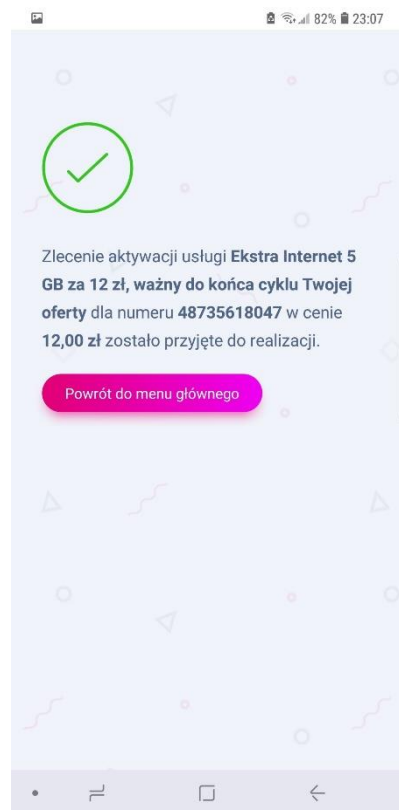 82% 23:07
Zlecenie aktywacji usługi Ekstra Internet 5
GB za 12 zł, ważny do końca cyklu Twojej
oferty dla numeru 48735618047 w cenie
12,00 zł zostało przyjęte do realizacji.
Powrót do menu głównego